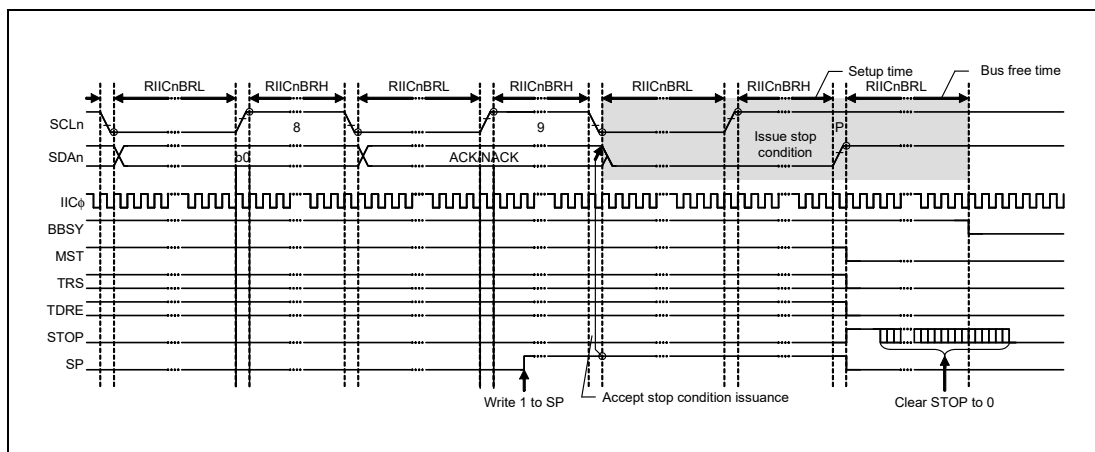 RIICnBRL RIICnBRH RIICnBRL RIICnBRH RIICnBRL RIICnBRH Setup time RIICnBRL Bus free time
SCLn 8 9 Issue stop condition P
SDAn b0 ACK/NACK
IICϕ
BBSY
MST
TRS
TDRE
STOP
SP
Write 1 to SP Accept stop condition issuance Clear STOP to 0